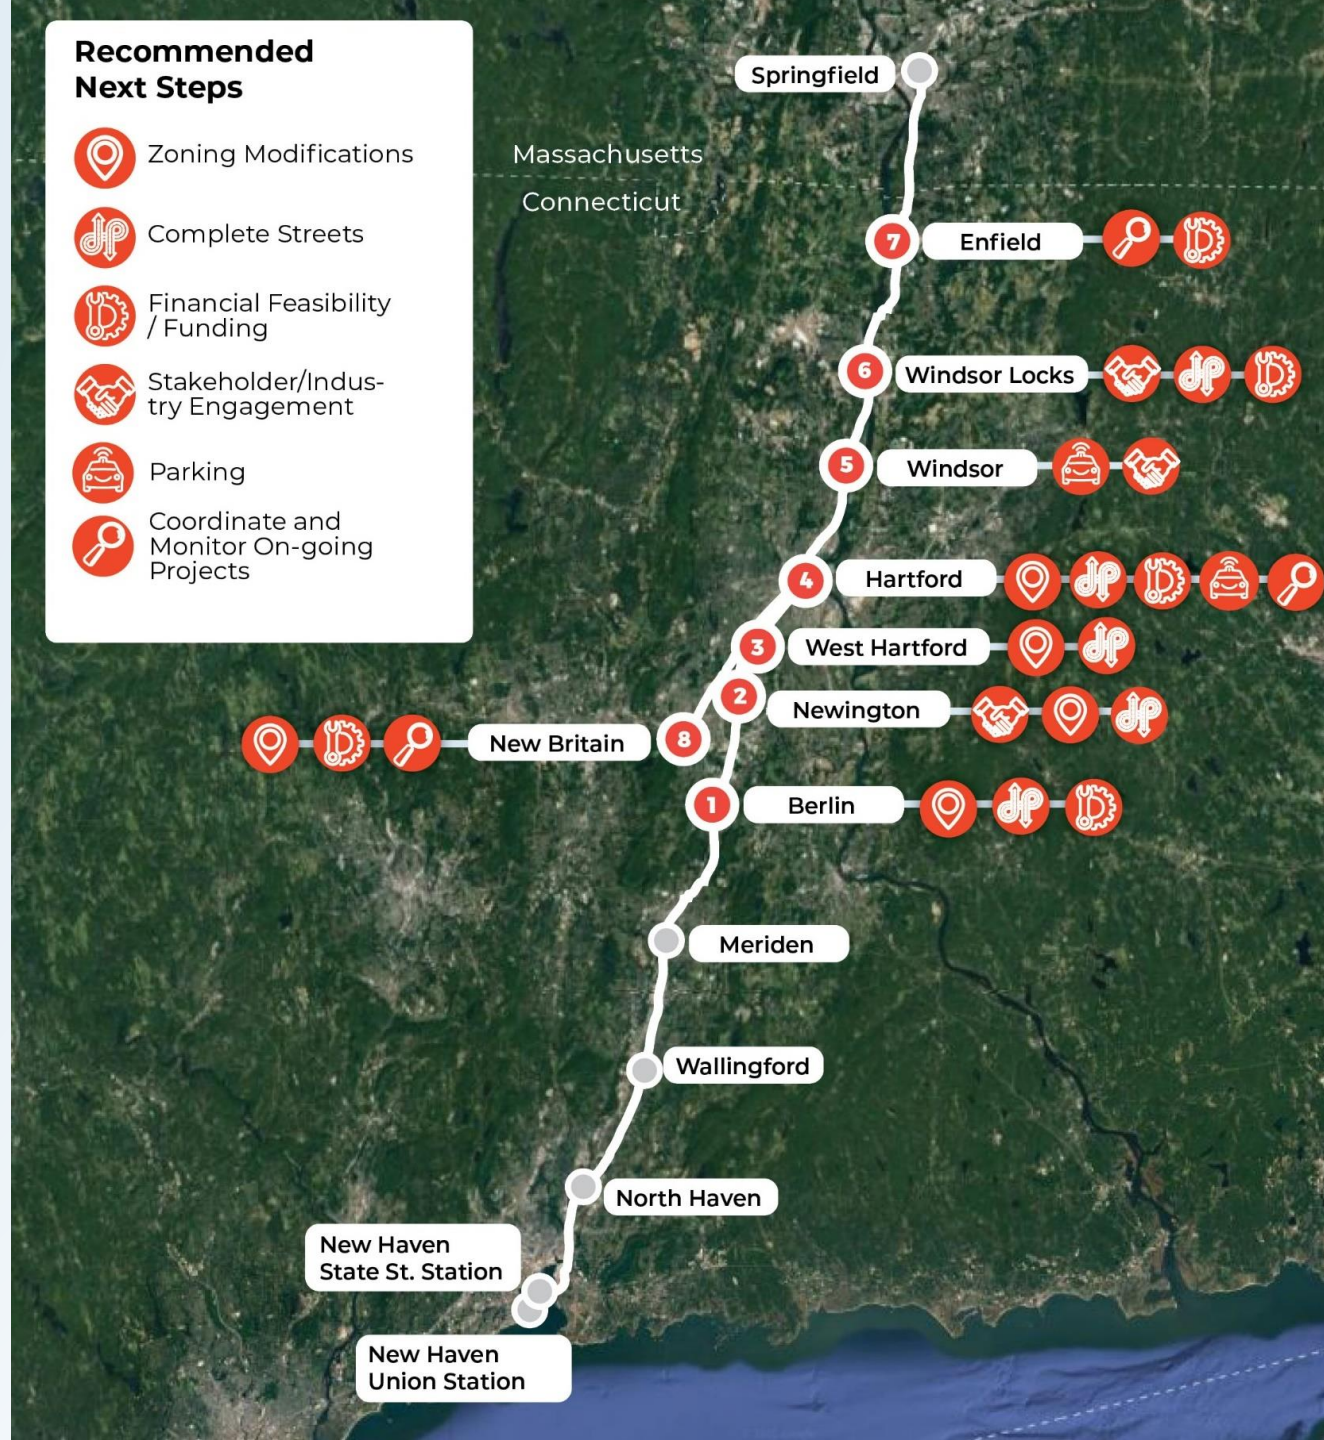 Recommended
Next Steps
Zoning Modifications
Complete Streets
Financial Feasibility
/ Funding
Stakeholder/Indus-
try Engagement
Parking
Coordinate and
Monitor On-going
Projects
Springfield
Massachusetts
Connecticut
7 Enfield
6 Windsor Locks
5 Windsor
4 Hartford
3 West Hartford
2 Newington
New Britain 8
1 Berlin
Meriden
Wallingford
North Haven
New Haven
State St. Station
New Haven
Union Station